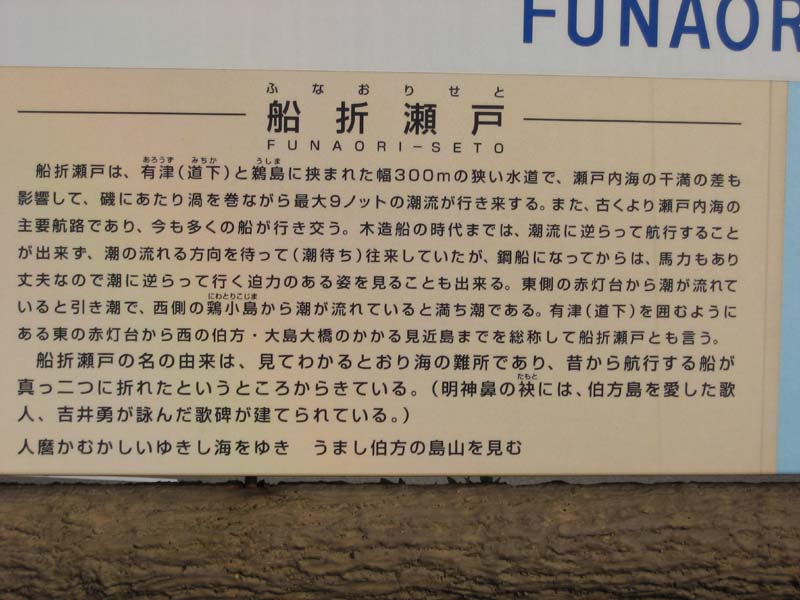 FUNAOR
ふなおりせと
船折瀬戸
FUNAORI-SETO
あろうず みちか うしま
船折瀬戸は、有津(道下)と鵜島に挟まれた幅300mの狭い水道で、瀬戸内海の干満の差も
影響して、磯にあたり渦を巻ながら最大9ノットの潮流が行き来する。また、古くより瀬戸内海の
主要航路であり、今も多くの船が行き交う。木造船の時代までは、潮流に逆らって航行すること
が出来ず、潮の流れる方向を待って(潮待ち)往来していたが、鋼船になってからは、馬力もあり
丈夫なので潮に逆らって行く迫力のある姿を見ることも出来る。東側の赤灯台から潮が流れて
にわとりこじま
いると引き潮で、西側の鶏小島から潮が流れていると満ち潮である。有津(道下)を囲むように
ある東の赤灯台から西の伯方・大島大橋のかかる見近島までを総称して船折瀬戸とも言う。
船折瀬戸の名の由来は、見てわかるとおり海の難所であり、昔から航行する船が
真っ二つに折れたというところからきている。(明神鼻の袂には、伯方島を愛した歌
たもと
人、吉井勇が詠んだ歌碑が建てられている。)
人麿かむかしいゆきし海をゆき　うまし伯方の島山を見む